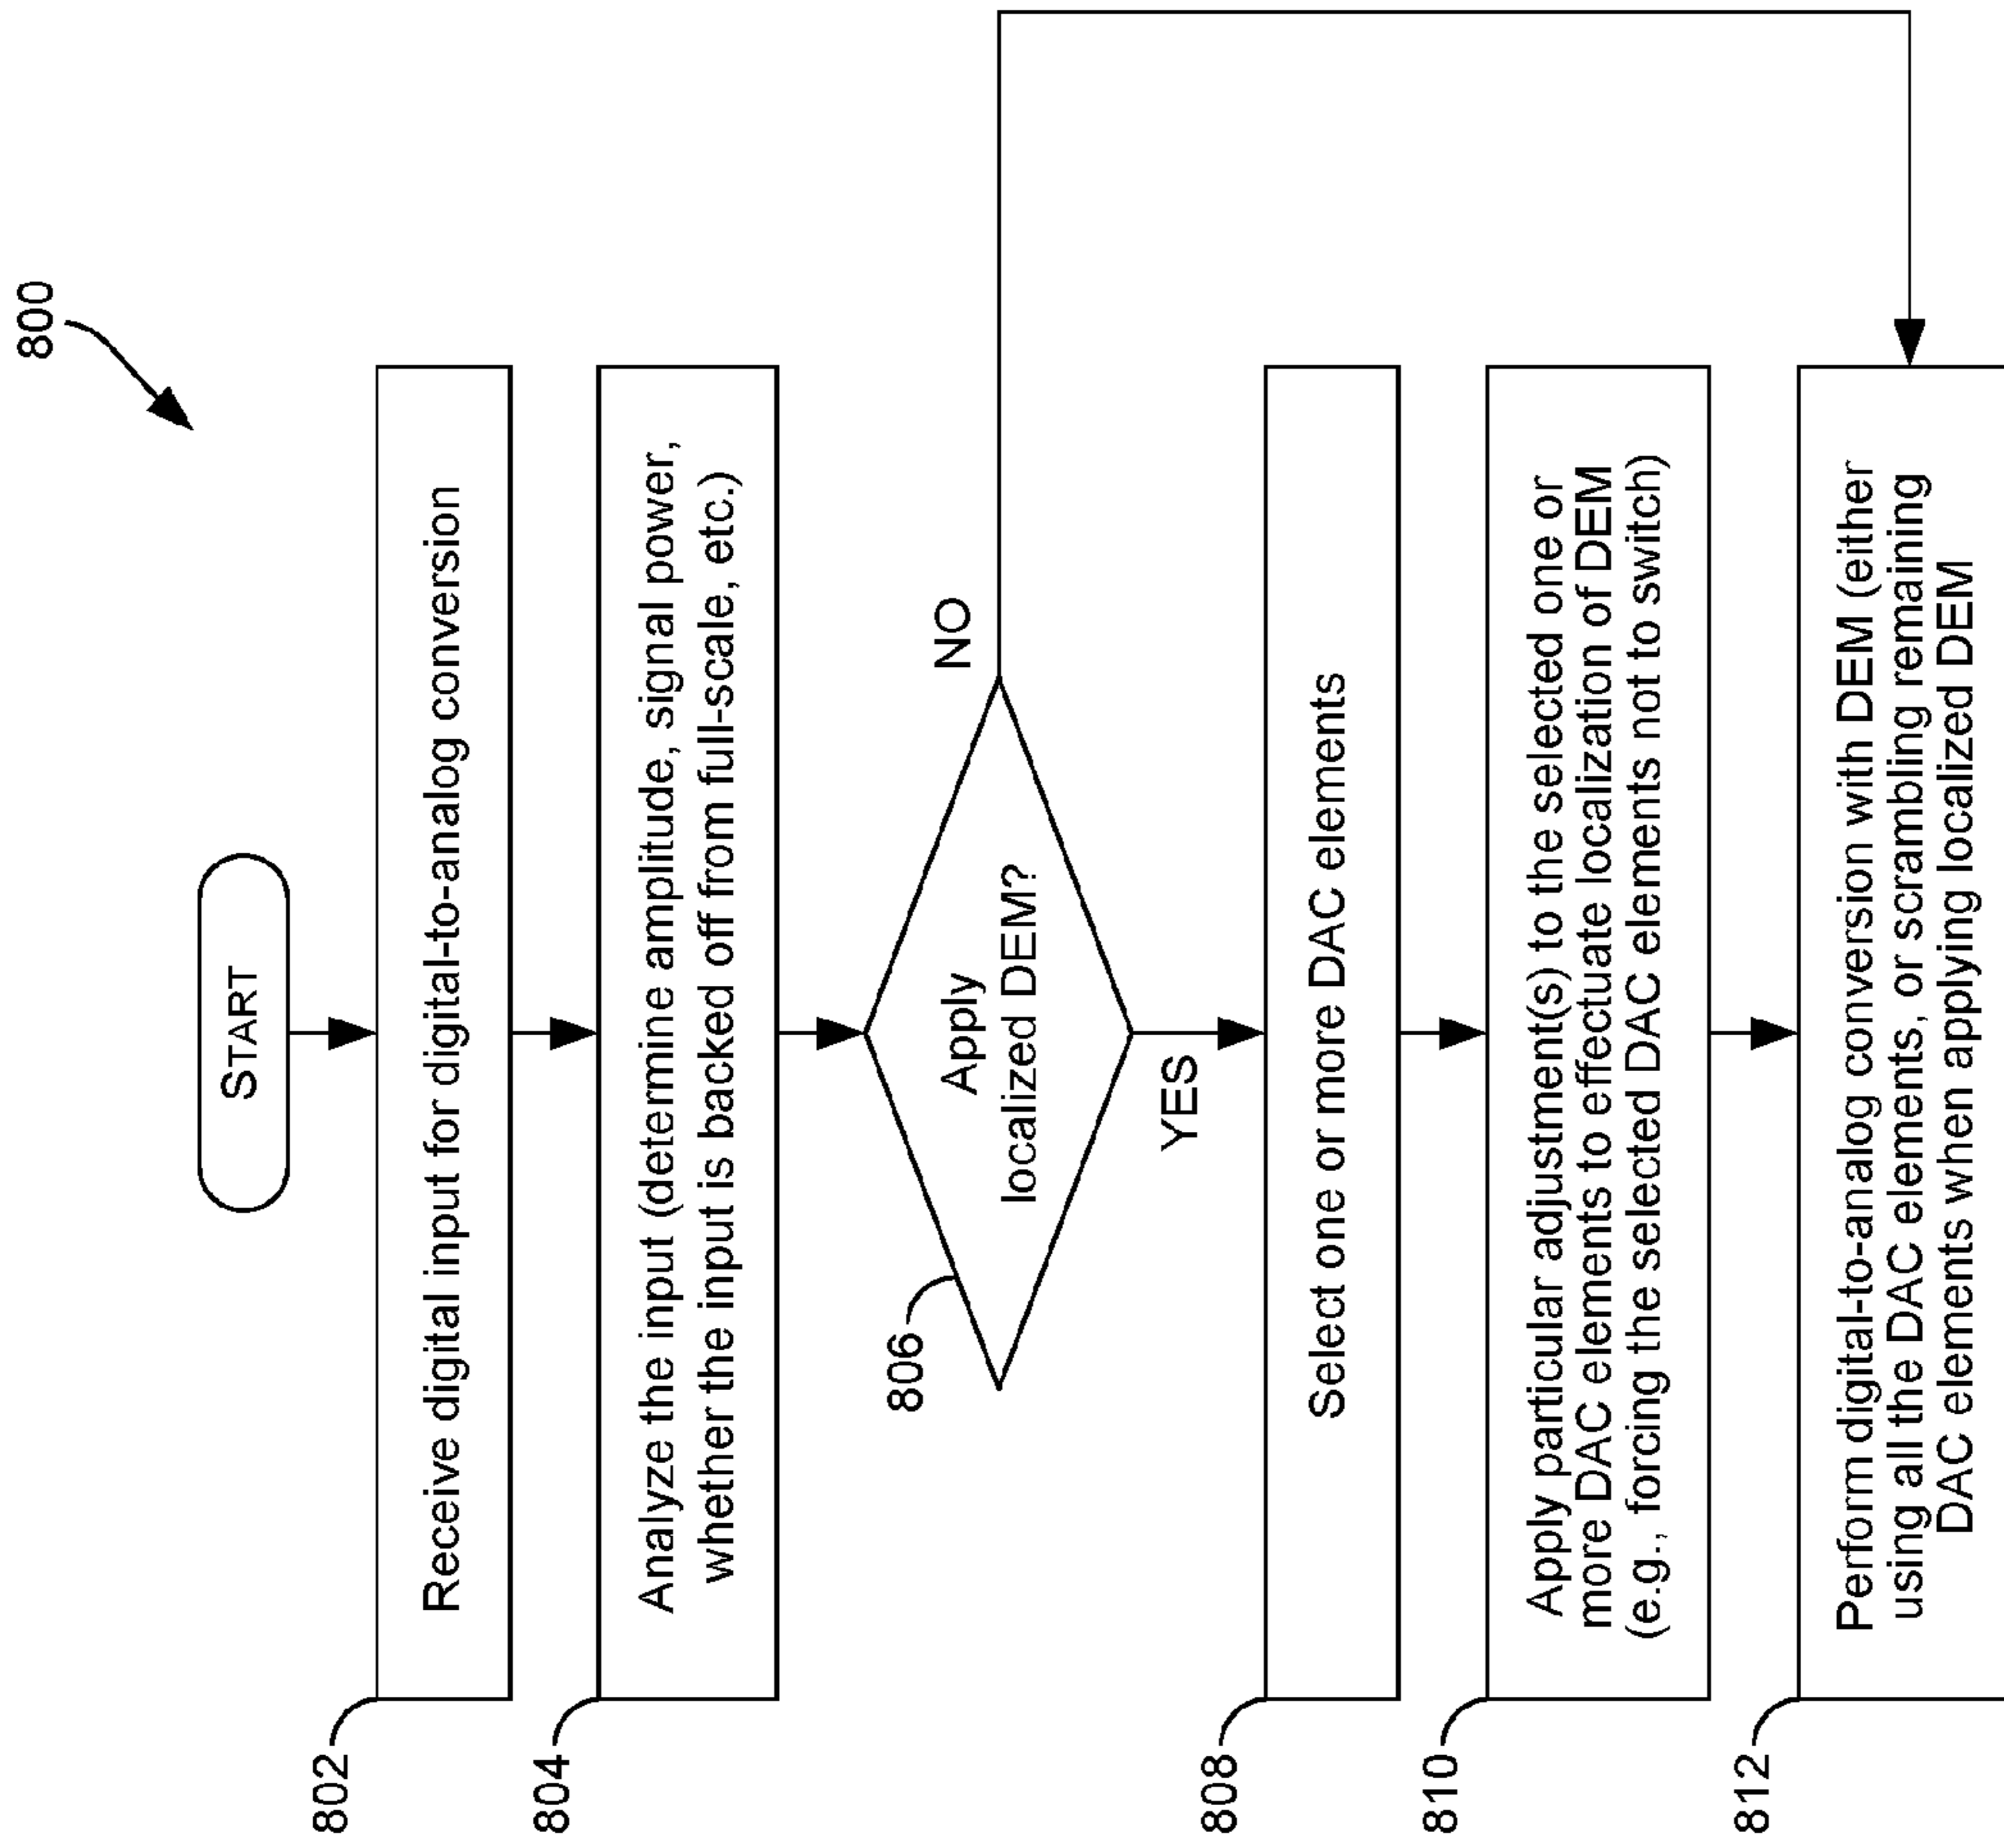 800
START
802
Receive digital input for digital-to-analog conversion
804
Analyze the input (determine amplitude, signal power,
whether the input is backed off from full-scale, etc.)
806
Apply
localized DEM?
NO
YES
808
Select one or more DAC elements
810
Apply particular adjustment(s) to the selected one or
more DAC elements to effectuate localization of DEM
(e.g., forcing the selected DAC elements not to switch)
812
Perform digital-to-analog conversion with DEM (either
using all the DAC elements, or scrambling remaining
DAC elements when applying localized DEM